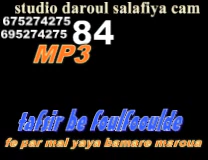 studio daroul salafiya cam
675274275
695274275
84
MP3
tafsir be foulfoulde
fe par mal yaya bamare maroua